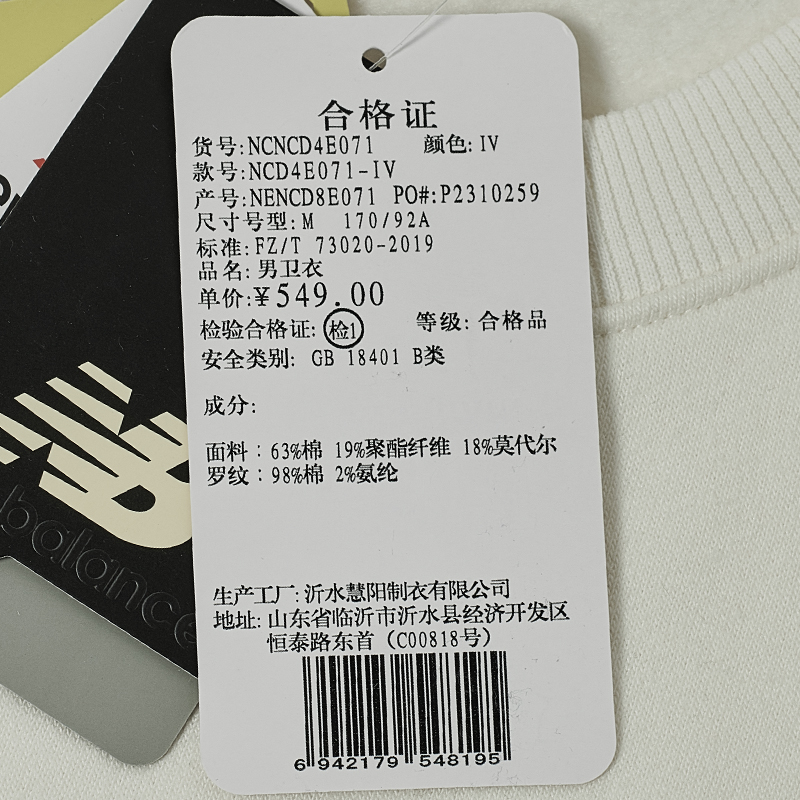 合格证
货号:NCNCD4E071 颜色:IV
款号:NCD4E071-IV
产号:NENCD8E071 PO#:P2310259
尺寸号型:M 170/92A
标准:FZ/T 73020-2019
品名:男卫衣
单价:¥549.00
检验合格证:检1 等级:合格品
安全类别: GB 18401 B类
成分:
面料:63%棉 19%聚酯纤维 18%莫代尔
罗纹:98%棉 2%氨纶
生产工厂:沂水慧阳制衣有限公司
地址:山东省临沂市沂水县经济开发区
恒泰路东首(C00818号)
6 942179 548195
balance